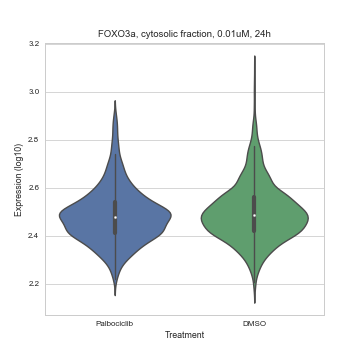 FOXO3a, cytosolic fraction, 0.01uM, 24h
3.2
3.0
2.8
2.6
2.4
2.2
Expression (log10)
Palbociclib
DMSO
Treatment